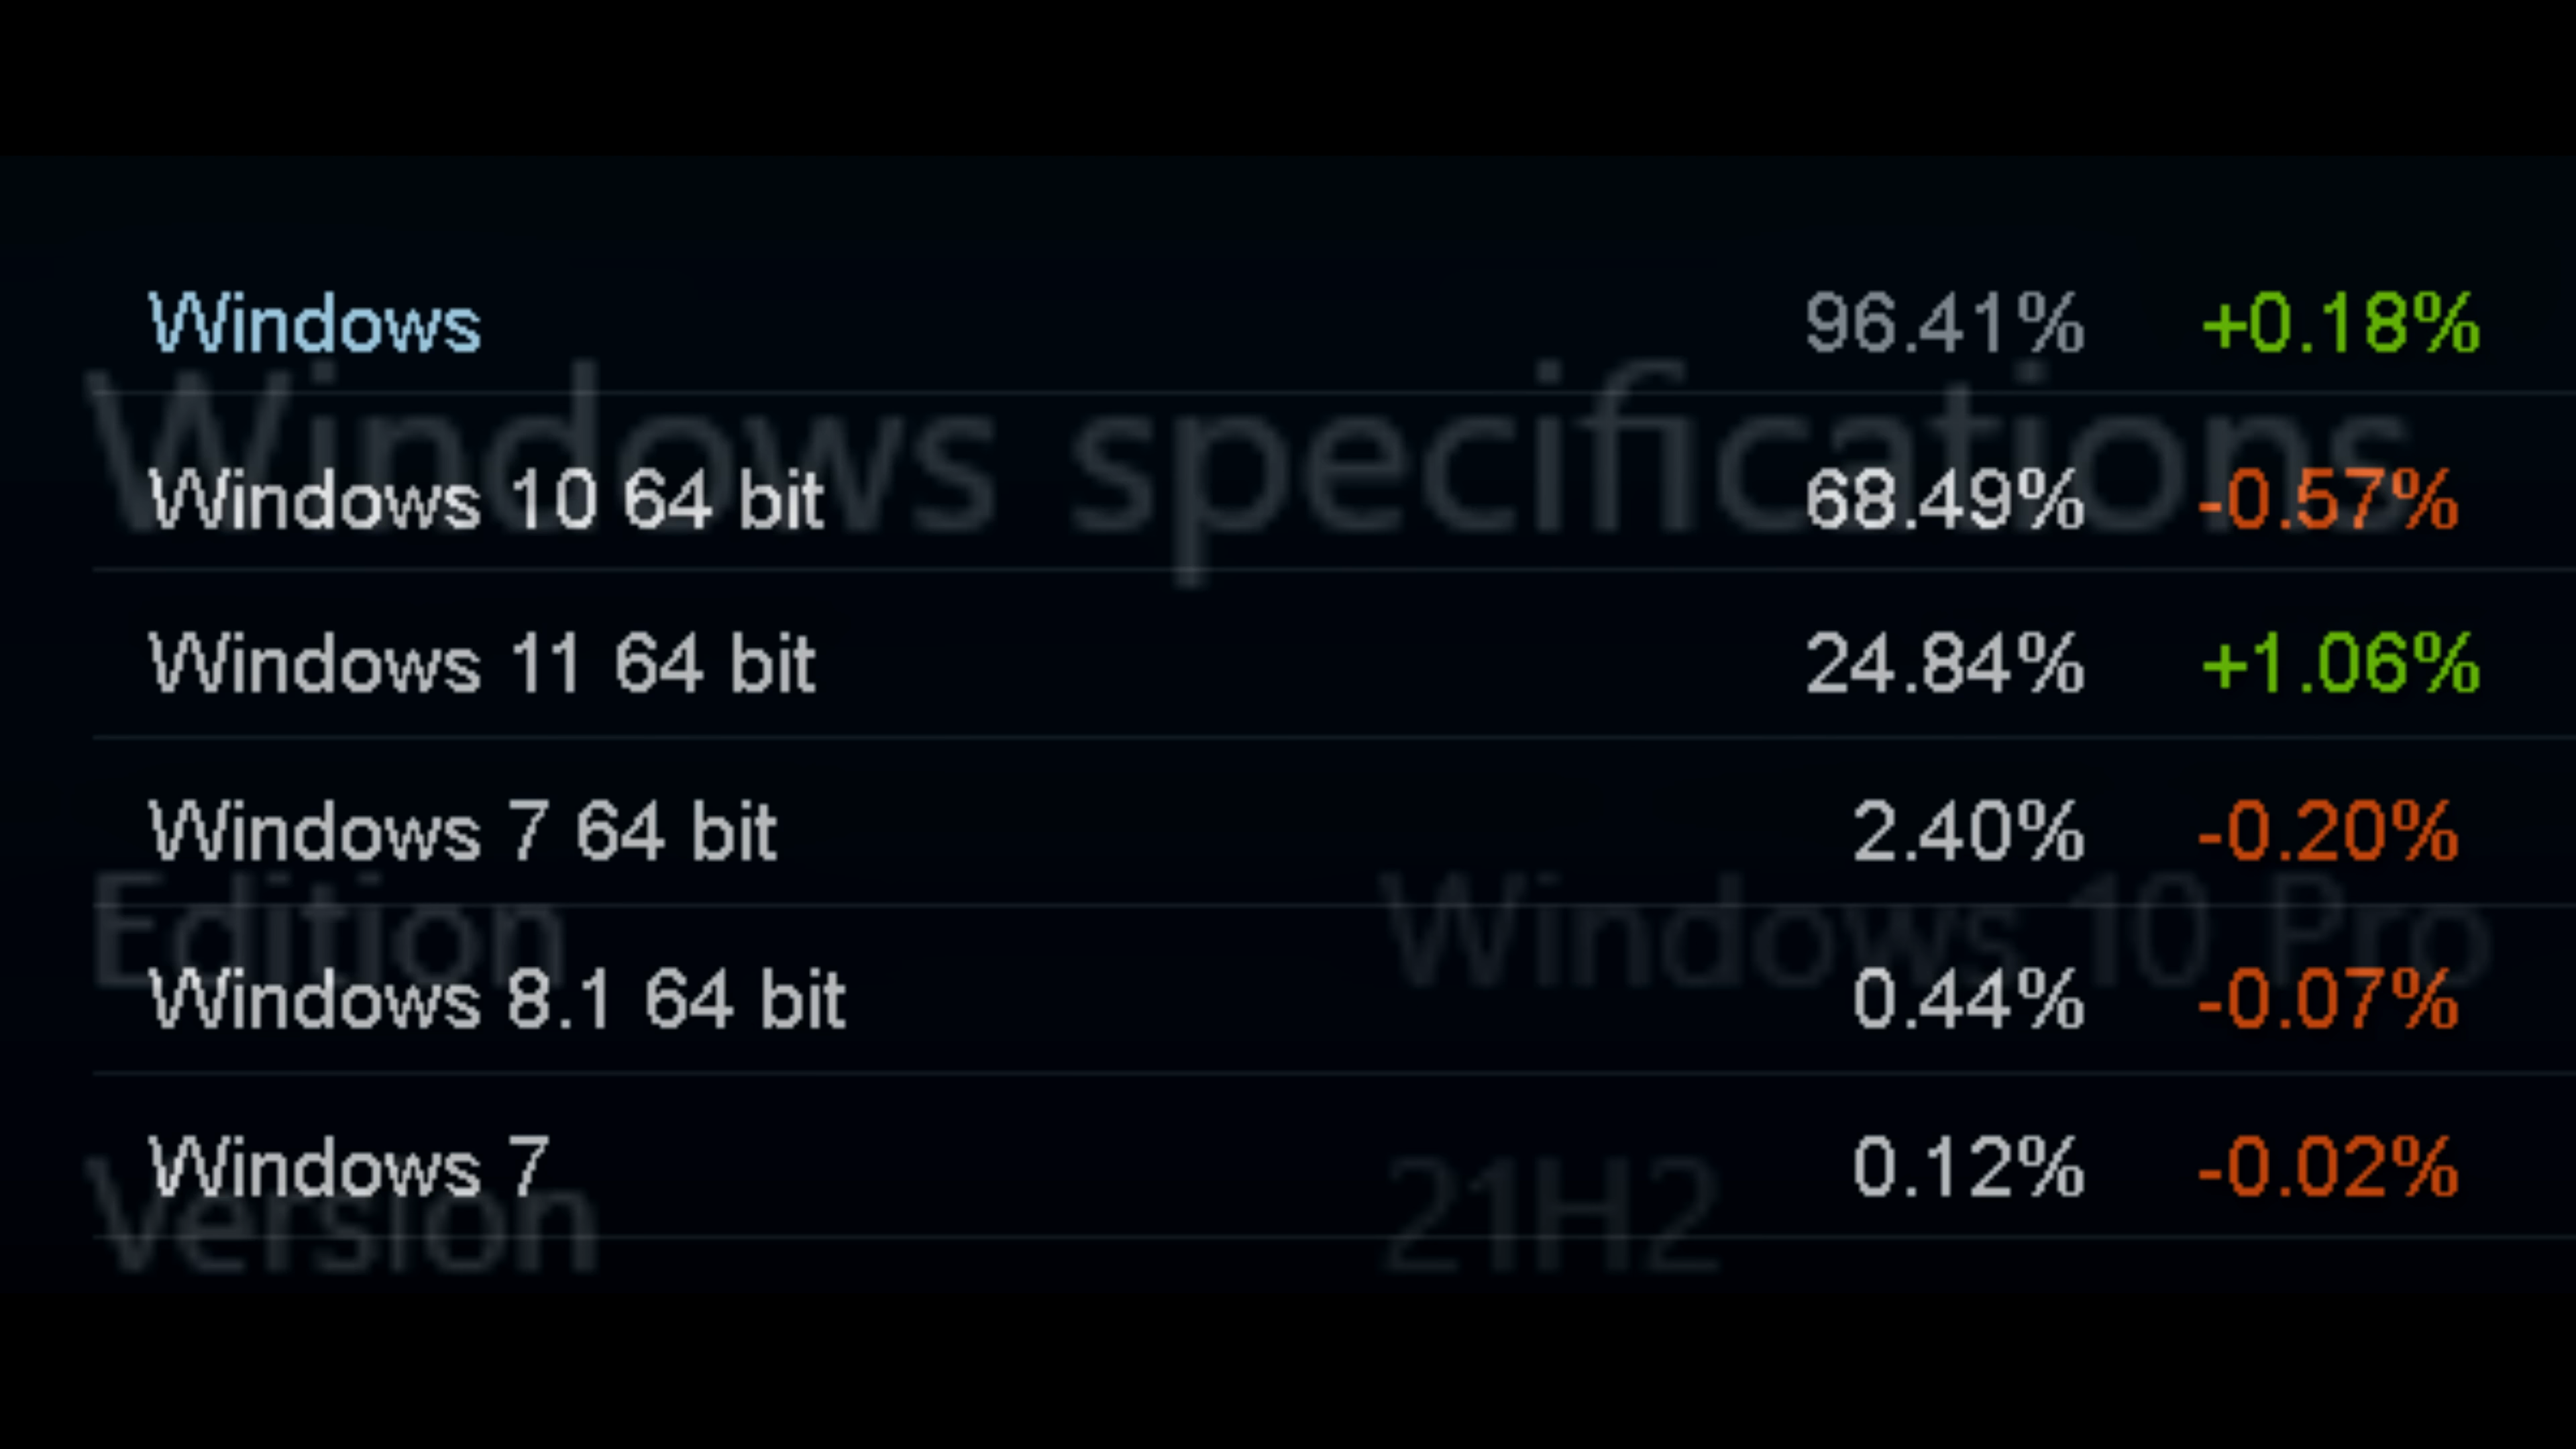 Windows 96.41% +0.18%
Windows specifications
Windows 10 64 bit 68.49% -0.57%
Windows 11 64 bit 24.84% +1.06%
Windows 7 64 bit 2.40% -0.20%
Edition Windows 10 Pro
Windows 8.1 64 bit 0.44% -0.07%
Windows 7 0.12% -0.02%
Version 21H2